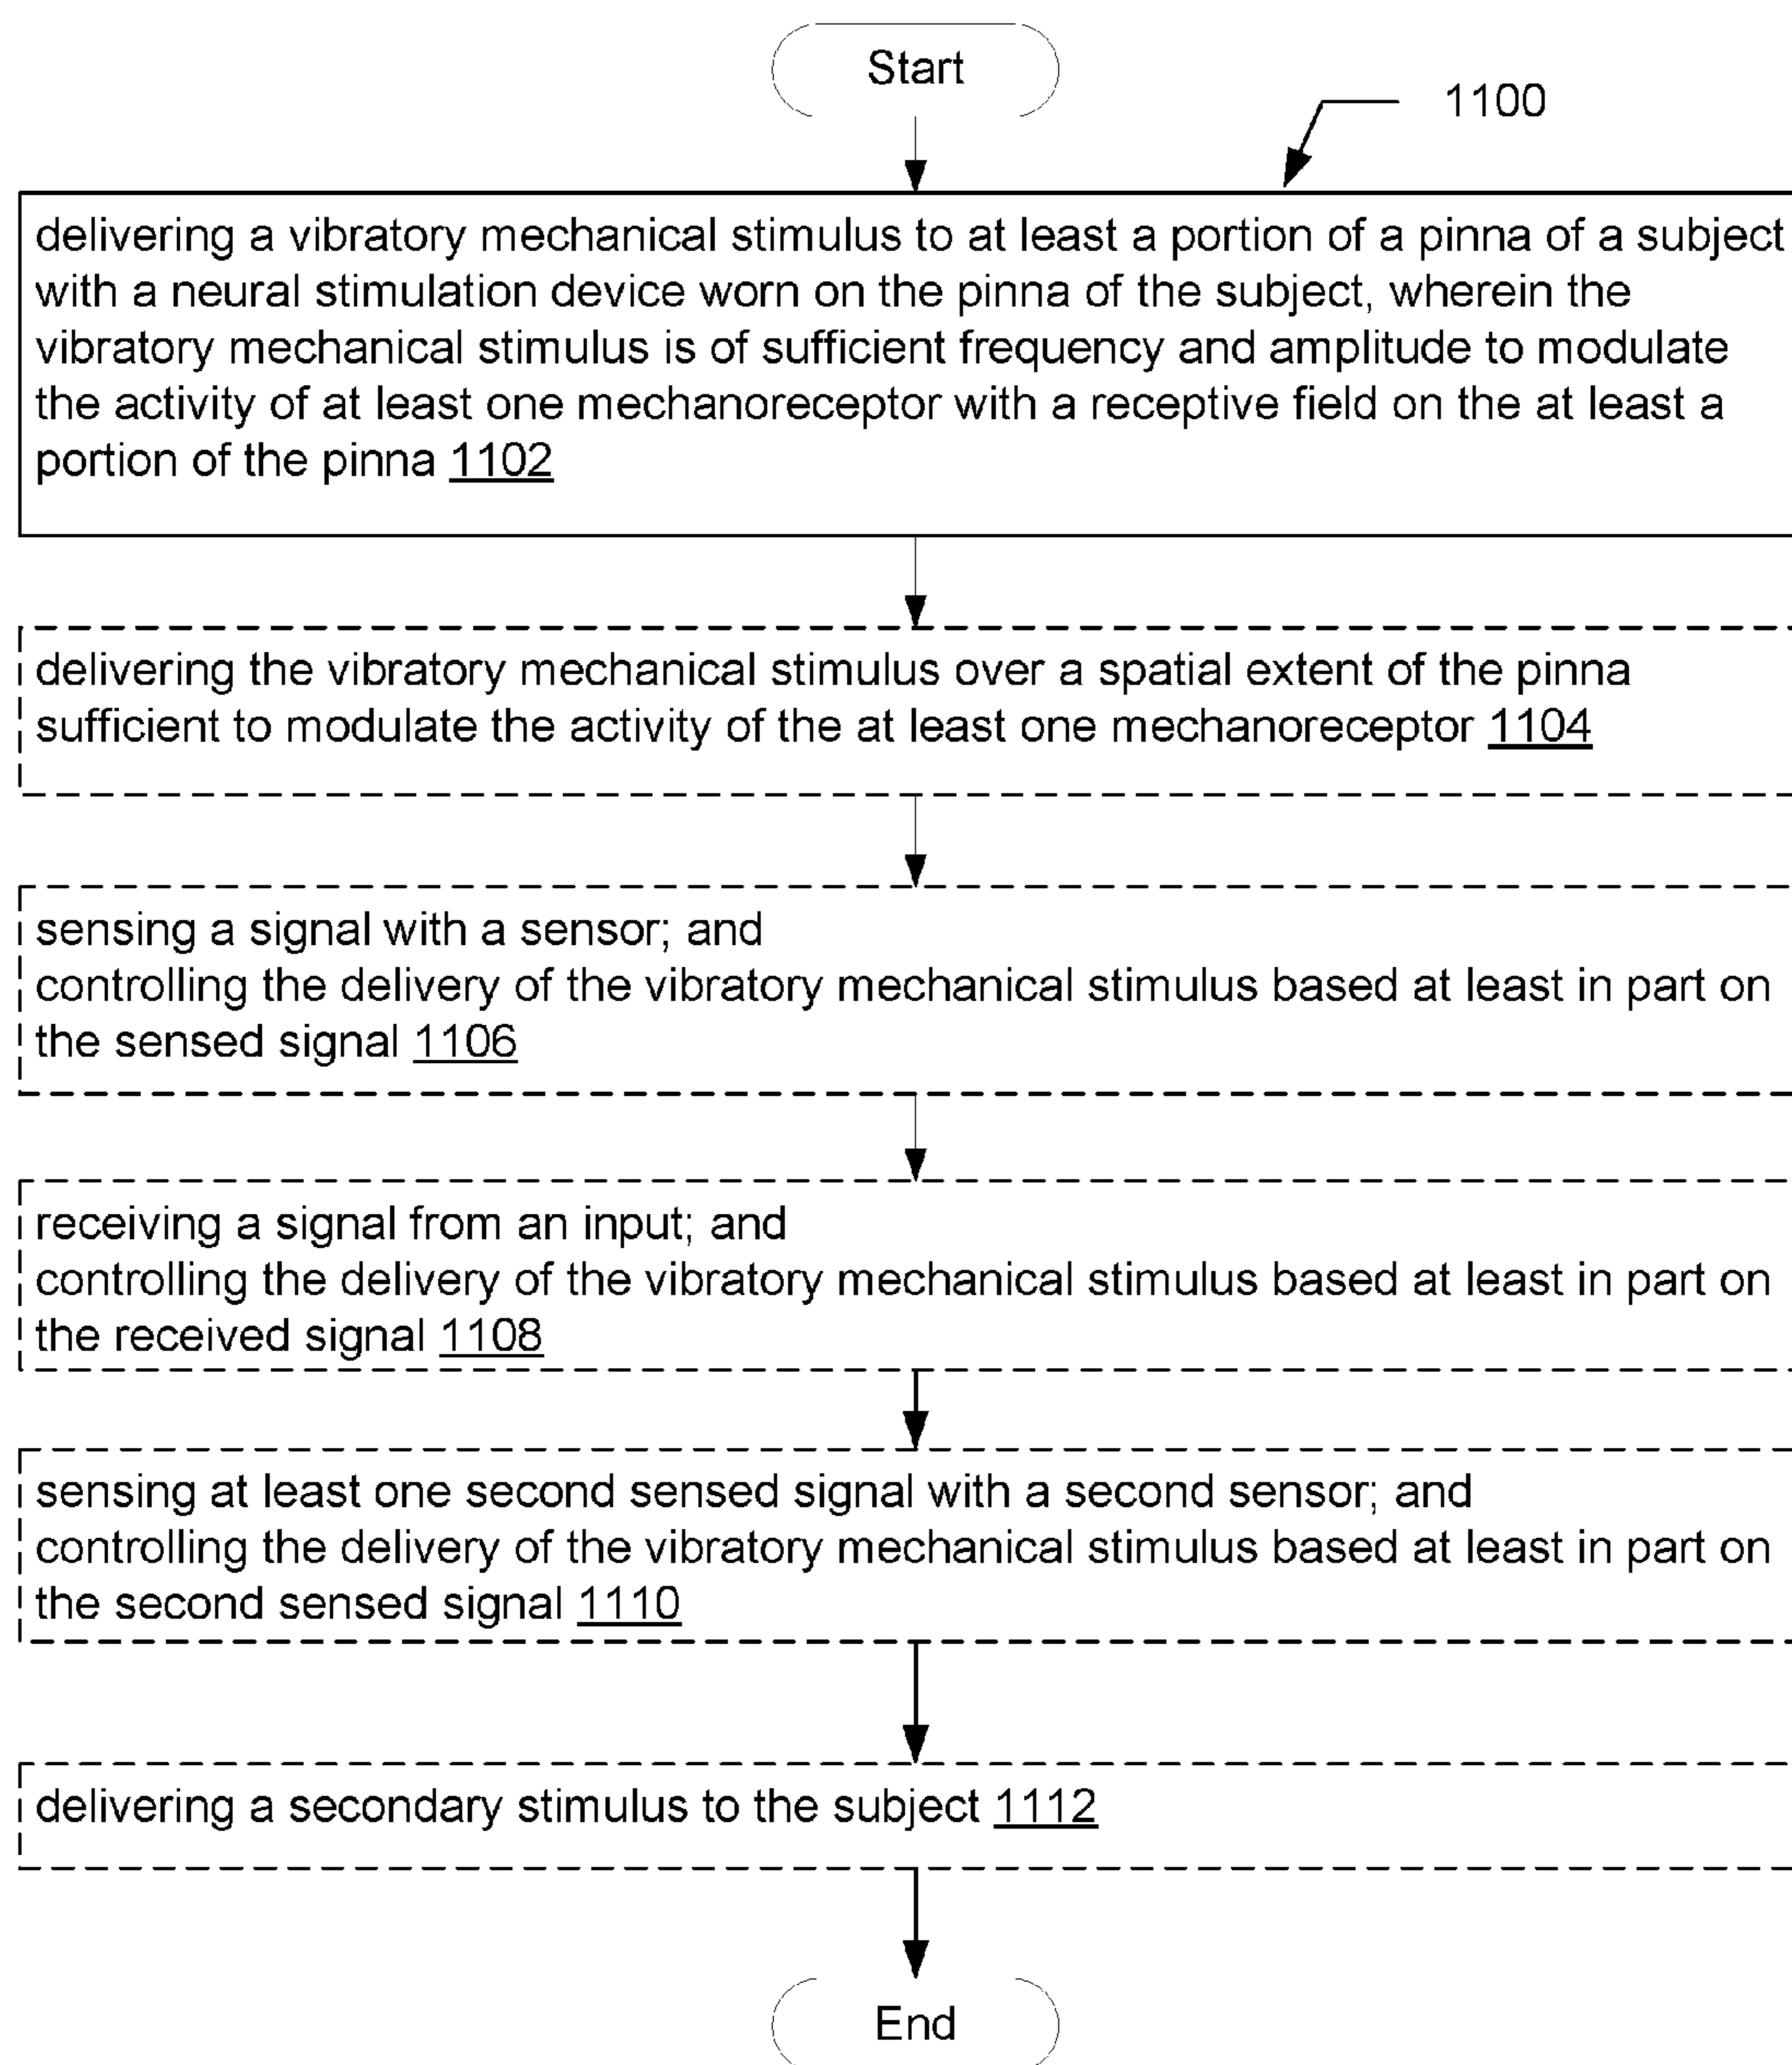 Start
1100
delivering a vibratory mechanical stimulus to at least a portion of a pinna of a subject
with a neural stimulation device worn on the pinna of the subject, wherein the
vibratory mechanical stimulus is of sufficient frequency and amplitude to modulate
the activity of at least one mechanoreceptor with a receptive field on the at least a
portion of the pinna 1102
delivering the vibratory mechanical stimulus over a spatial extent of the pinna
sufficient to modulate the activity of the at least one mechanoreceptor 1104
sensing a signal with a sensor; and
controlling the delivery of the vibratory mechanical stimulus based at least in part on
the sensed signal 1106
receiving a signal from an input; and
controlling the delivery of the vibratory mechanical stimulus based at least in part on
the received signal 1108
sensing at least one second sensed signal with a second sensor; and
controlling the delivery of the vibratory mechanical stimulus based at least in part on
the second sensed signal 1110
delivering a secondary stimulus to the subject 1112
End